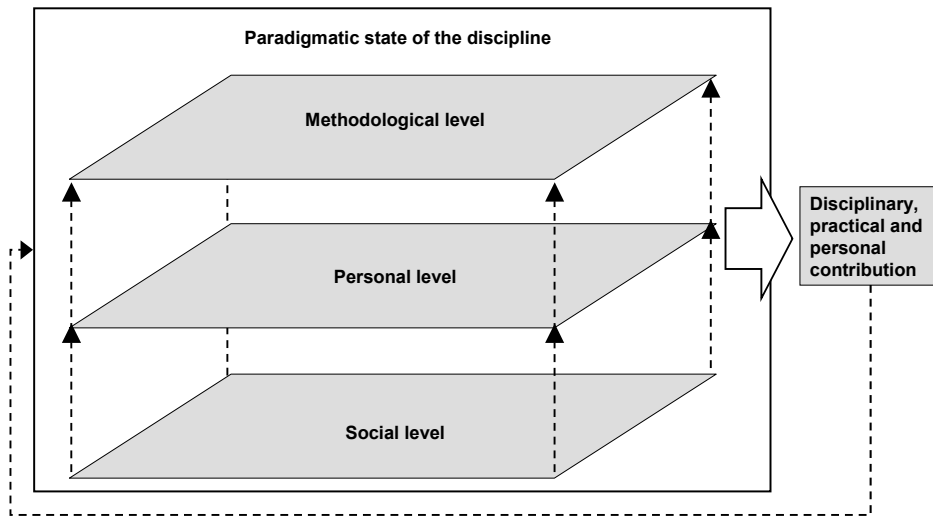 Paradigmatic state of the discipline
Methodological level
Personal level
Social level
Disciplinary,
practical and
personal
contribution